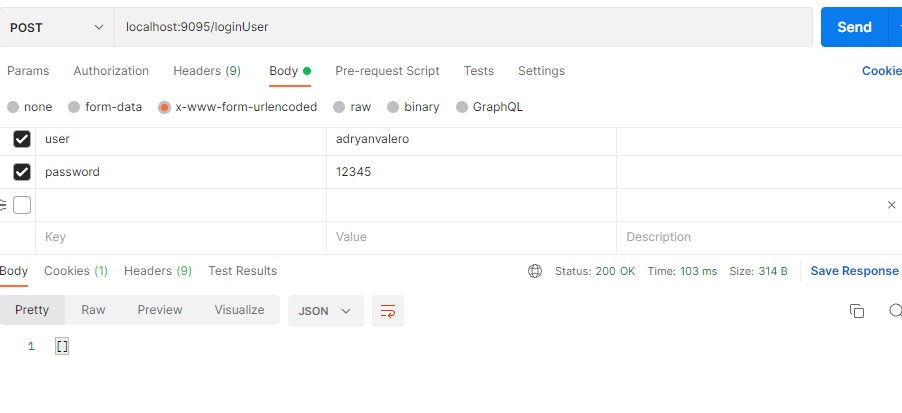 POST localhost:9095/loginUser Send
Params Authorization Headers (9) Body Pre-request Script Tests Settings Cookie
none form-data x-www-form-urlencoded raw binary GraphQL
user adryanvalero
password 12345
Key Value Description
Body Cookies (1) Headers (9) Test Results Status: 200 OK Time: 103 ms Size: 314 B Save Response
Pretty Raw Preview Visualize JSON
1 []